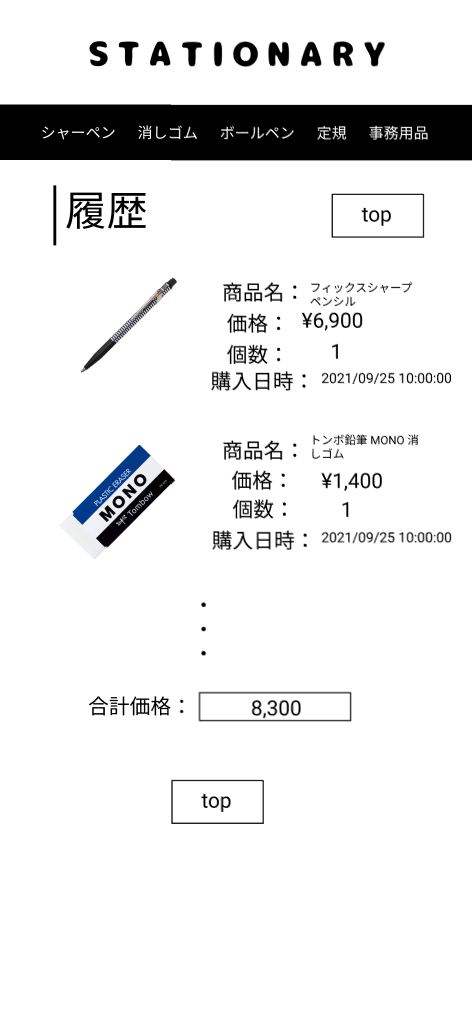 STATIONARY
シャーペン 消しゴム ボールペン 定規 事務用品
履歴
top
商品名： フィックスシャープ
ペンシル
価格： ¥6,900
個数： 1
購入日時： 2021/09/25 10:00:00
PLASTIC ERASER
MONO
Tombow
商品名： トンボ鉛筆 MONO 消
しゴム
価格： ¥1,400
個数： 1
購入日時： 2021/09/25 10:00:00
・
・
・
合計価格： 8,300
top